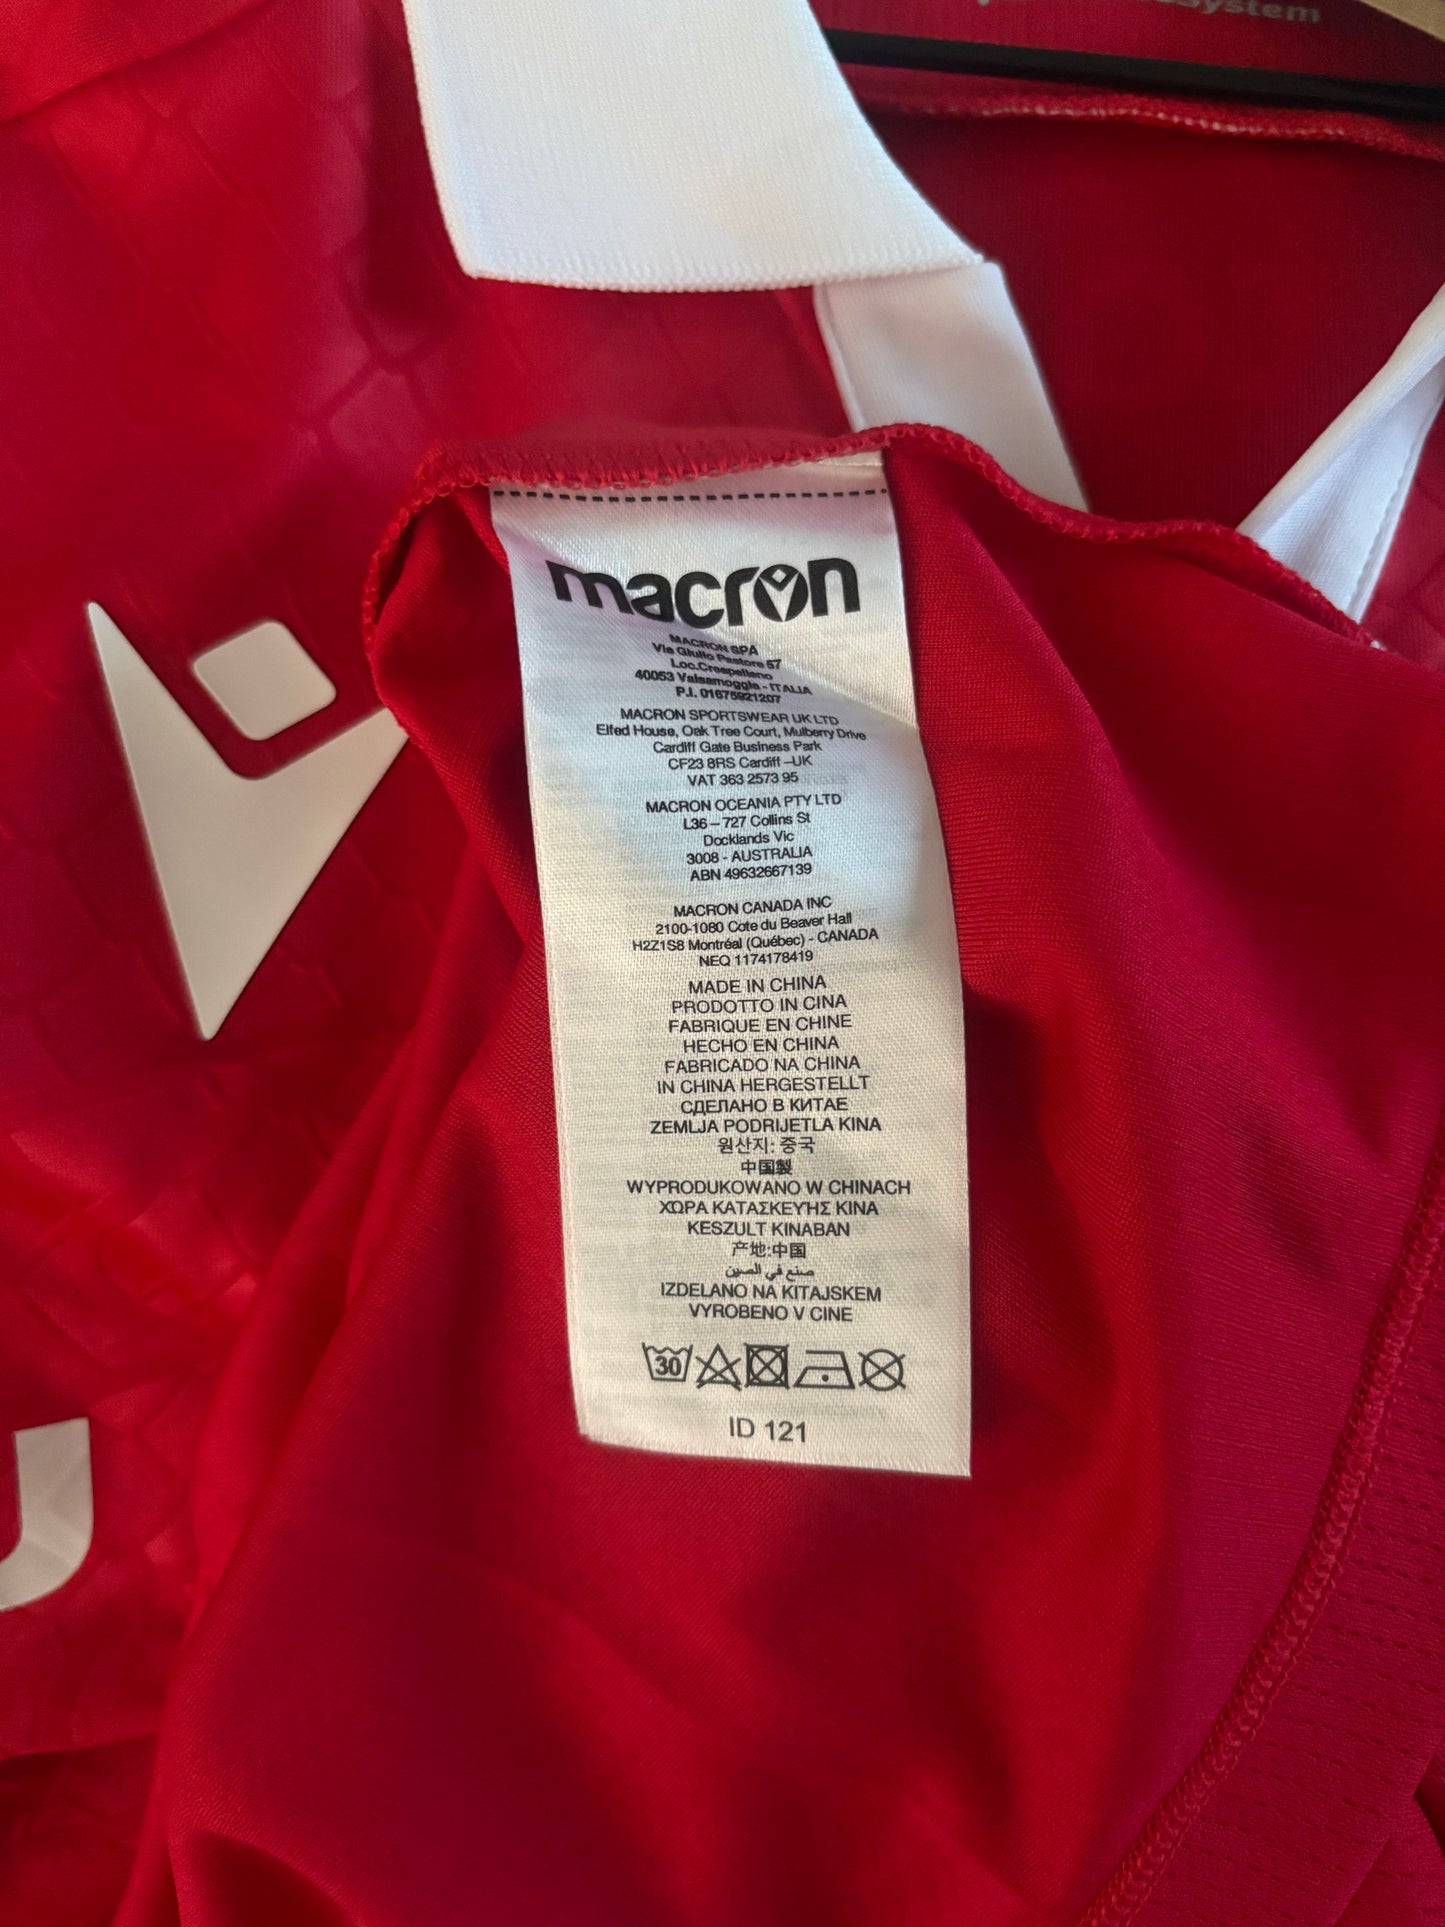 System
macron
MACRON SPA
Via Giulio Pastore 57
Loc.Crespellano
40053 Valsamoggia - ITALIA
P.I. 01675921207
MACRON SPORTSWEAR UK LTD
Elfed House, Oak Tree Court, Mulberry Drive
Cardiff Gate Business Park
CF23 8RS Cardiff –UK
VAT 363 2573 95
MACRON OCEANIA PTY LTD
L36 – 727 Collins St
Docklands Vic
3008 - AUSTRALIA
ABN 49632667139
MACRON CANADA INC
2100-1080 Cote du Beaver Hall
H2Z1S8 Montréal (Québec) - CANADA
NEQ 1174178419
MADE IN CHINA
PRODOTTO IN CINA
FABRIQUE EN CHINE
HECHO EN CHINA
FABRICADO NA CHINA
IN CHINA HERGESTELLT
СДЕЛАНО В КИТАЕ
ZEMLJA PODRIJETLA KINA
원산지: 중국
中国製
WYPRODUKOWANO W CHINACH
ΧΩΡΑ ΚΑΤΑΣΚΕΥΉΣ ΚΙΝΑ
KESZULT KINABAN
产地:中国
صنع في الصين
IZDELANO NA KITAJSKEM
VYROBENO V CINE
30
ID 121